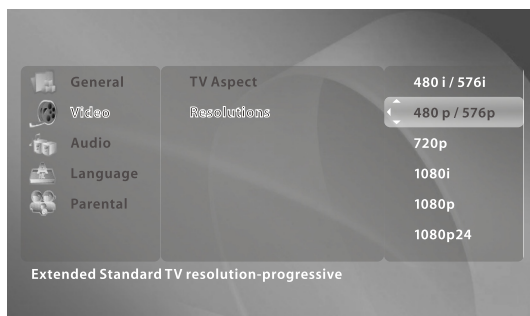 General
Video
Audio
Language
Parental
TV Aspect
Resolutions
480 i / 576i
480 p / 576p
720p
1080i
1080p
1080p24
Extended Standard TV resolution-progressive